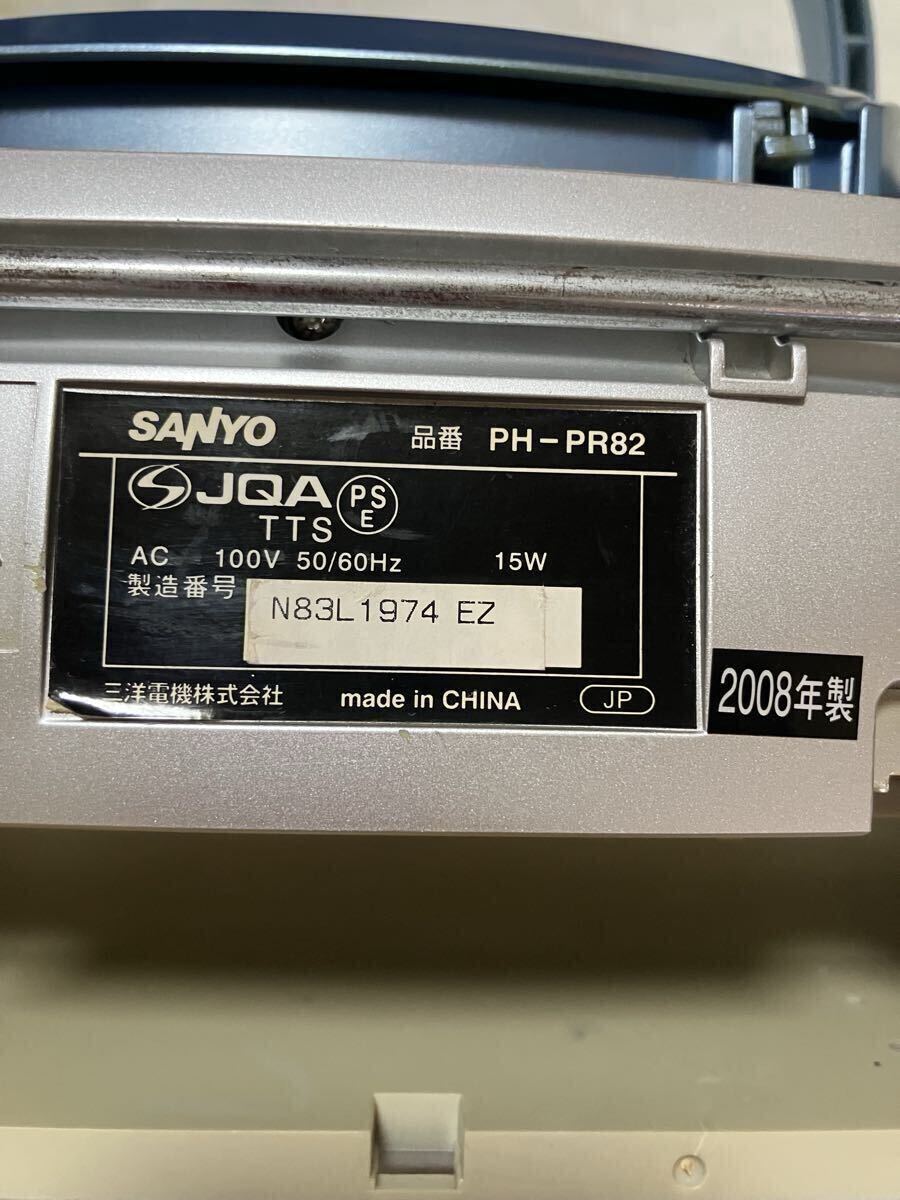 SANYO 品番 PH-PR82
JQA PS E
TTS
AC 100V 50/60Hz 15W
製造番号 N83L1974 EZ
三洋電機株式会社 made in CHINA JP
2008年製